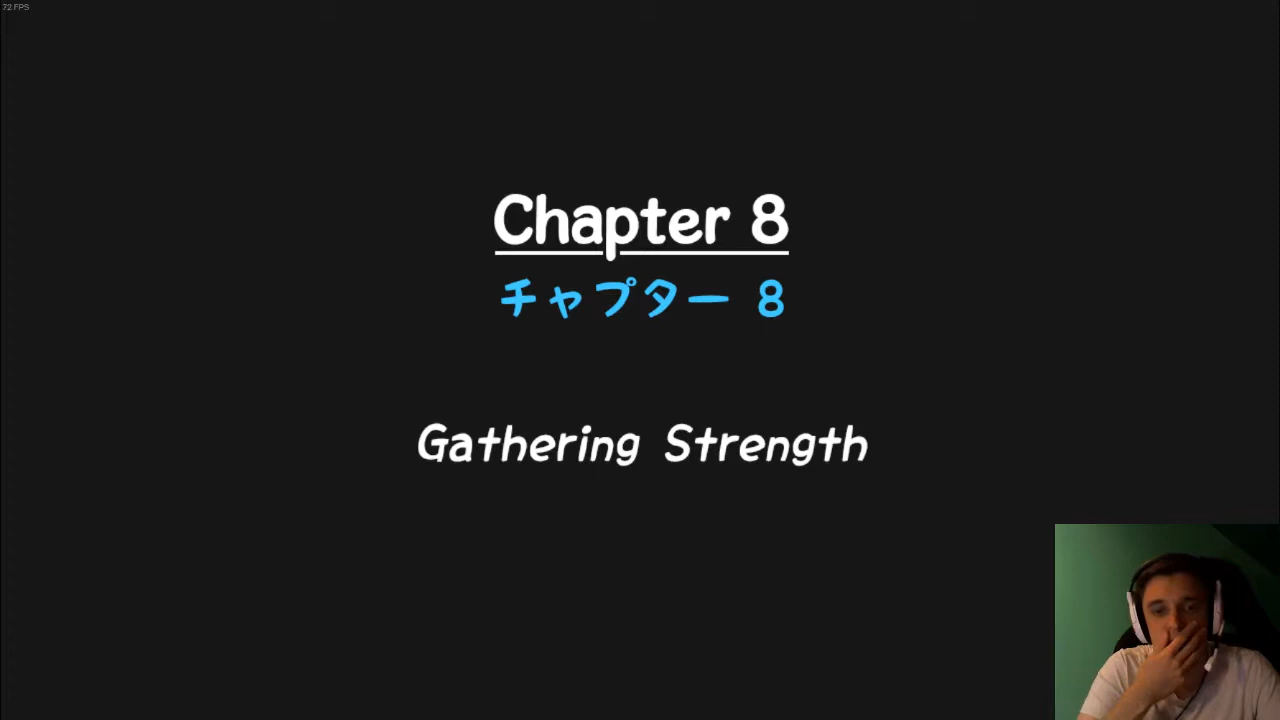 72 FPS
Chapter 8
チャプター 8
Gathering Strength